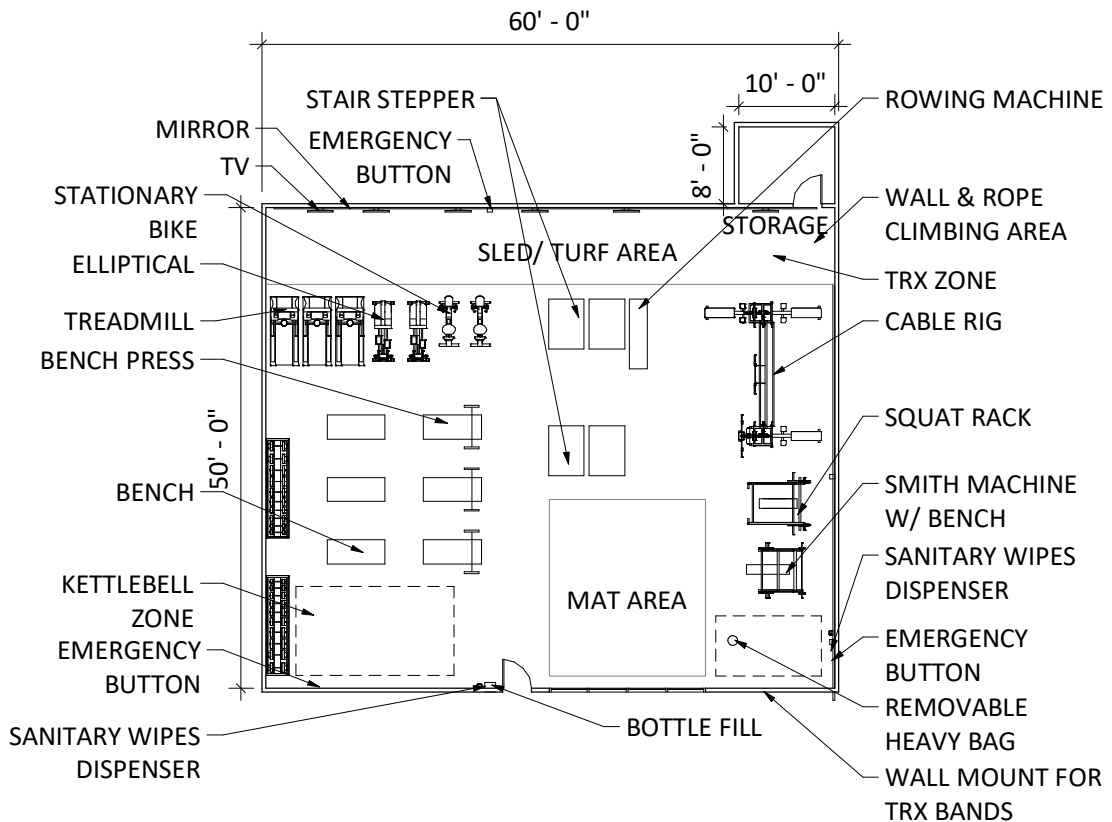 60' - 0"
10' - 0"
STAIR STEPPER
ROWING MACHINE
MIRROR
EMERGENCY
BUTTON
8' - 0"
TV
STATIONARY
BIKE
WALL & ROPE
CLIMBING AREA
STORAGE
SLED/ TURF AREA
ELLIPTICAL
TRX ZONE
TREADMILL
CABLE RIG
BENCH PRESS
50' - 0"
SQUAT RACK
BENCH
SMITH MACHINE
W/ BENCH
SANITARY WIPES
DISPENSER
KETTLEBELL
ZONE
MAT AREA
EMERGENCY
BUTTON
EMERGENCY
BUTTON
REMOVABLE
HEAVY BAG
SANITARY WIPES
DISPENSER
BOTTLE FILL
WALL MOUNT FOR
TRX BANDS